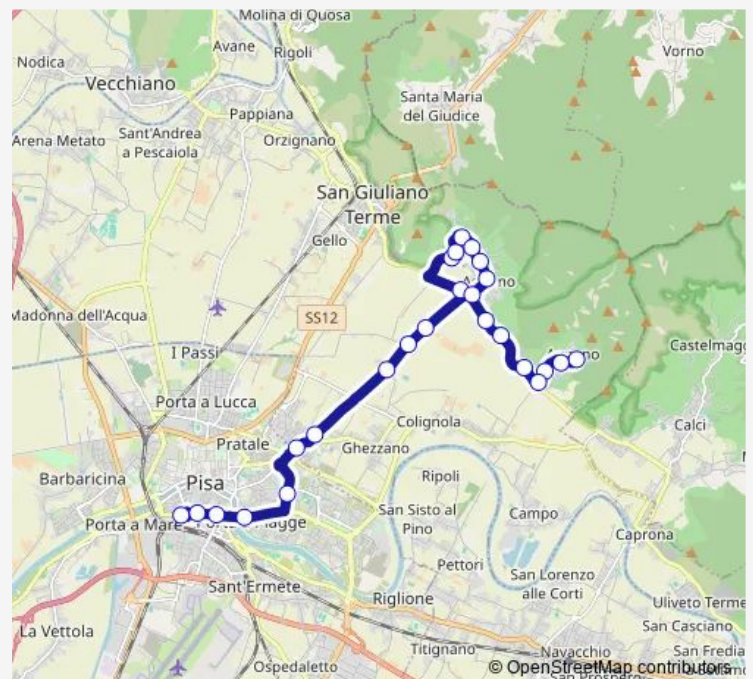 Molina di Quosa
Avane
Rigoli
Nodica
Vorno
Vecchiano
Santa Maria
del Giudice
Pappiana
Arena Metato
Sant'Andrea
a Pescaiola
Orzignano
San Giuliano
Terme
Gello
Madonna dell'Acqua
SS12
I Passi
Castelmagg
Porta a Lucca
Colignola
Calci
Pratale
Ghezzano
Barbaricina
Pisa
Ripoli
San Sisto al
Pino
Campo
Porta a Mare
Caprona
Pettori
Sant'Ermete
San Lorenzo
alle Corti
Riglione
Uliveto Terme
La Vettola
San Casciano
Titignano
Navacchio
San Fredia
Ospedaletto
© OpenStreetMap contributors